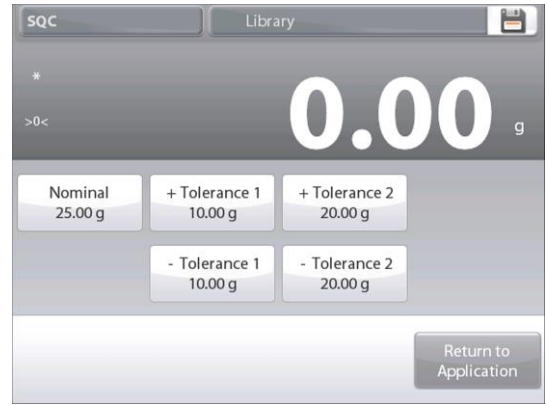 SQC
Library
*
>0<
0.00 g
Nominal
25.00 g
+ Tolerance 1
10.00 g
+ Tolerance 2
20.00 g
- Tolerance 1
10.00 g
- Tolerance 2
20.00 g
Return to
Application